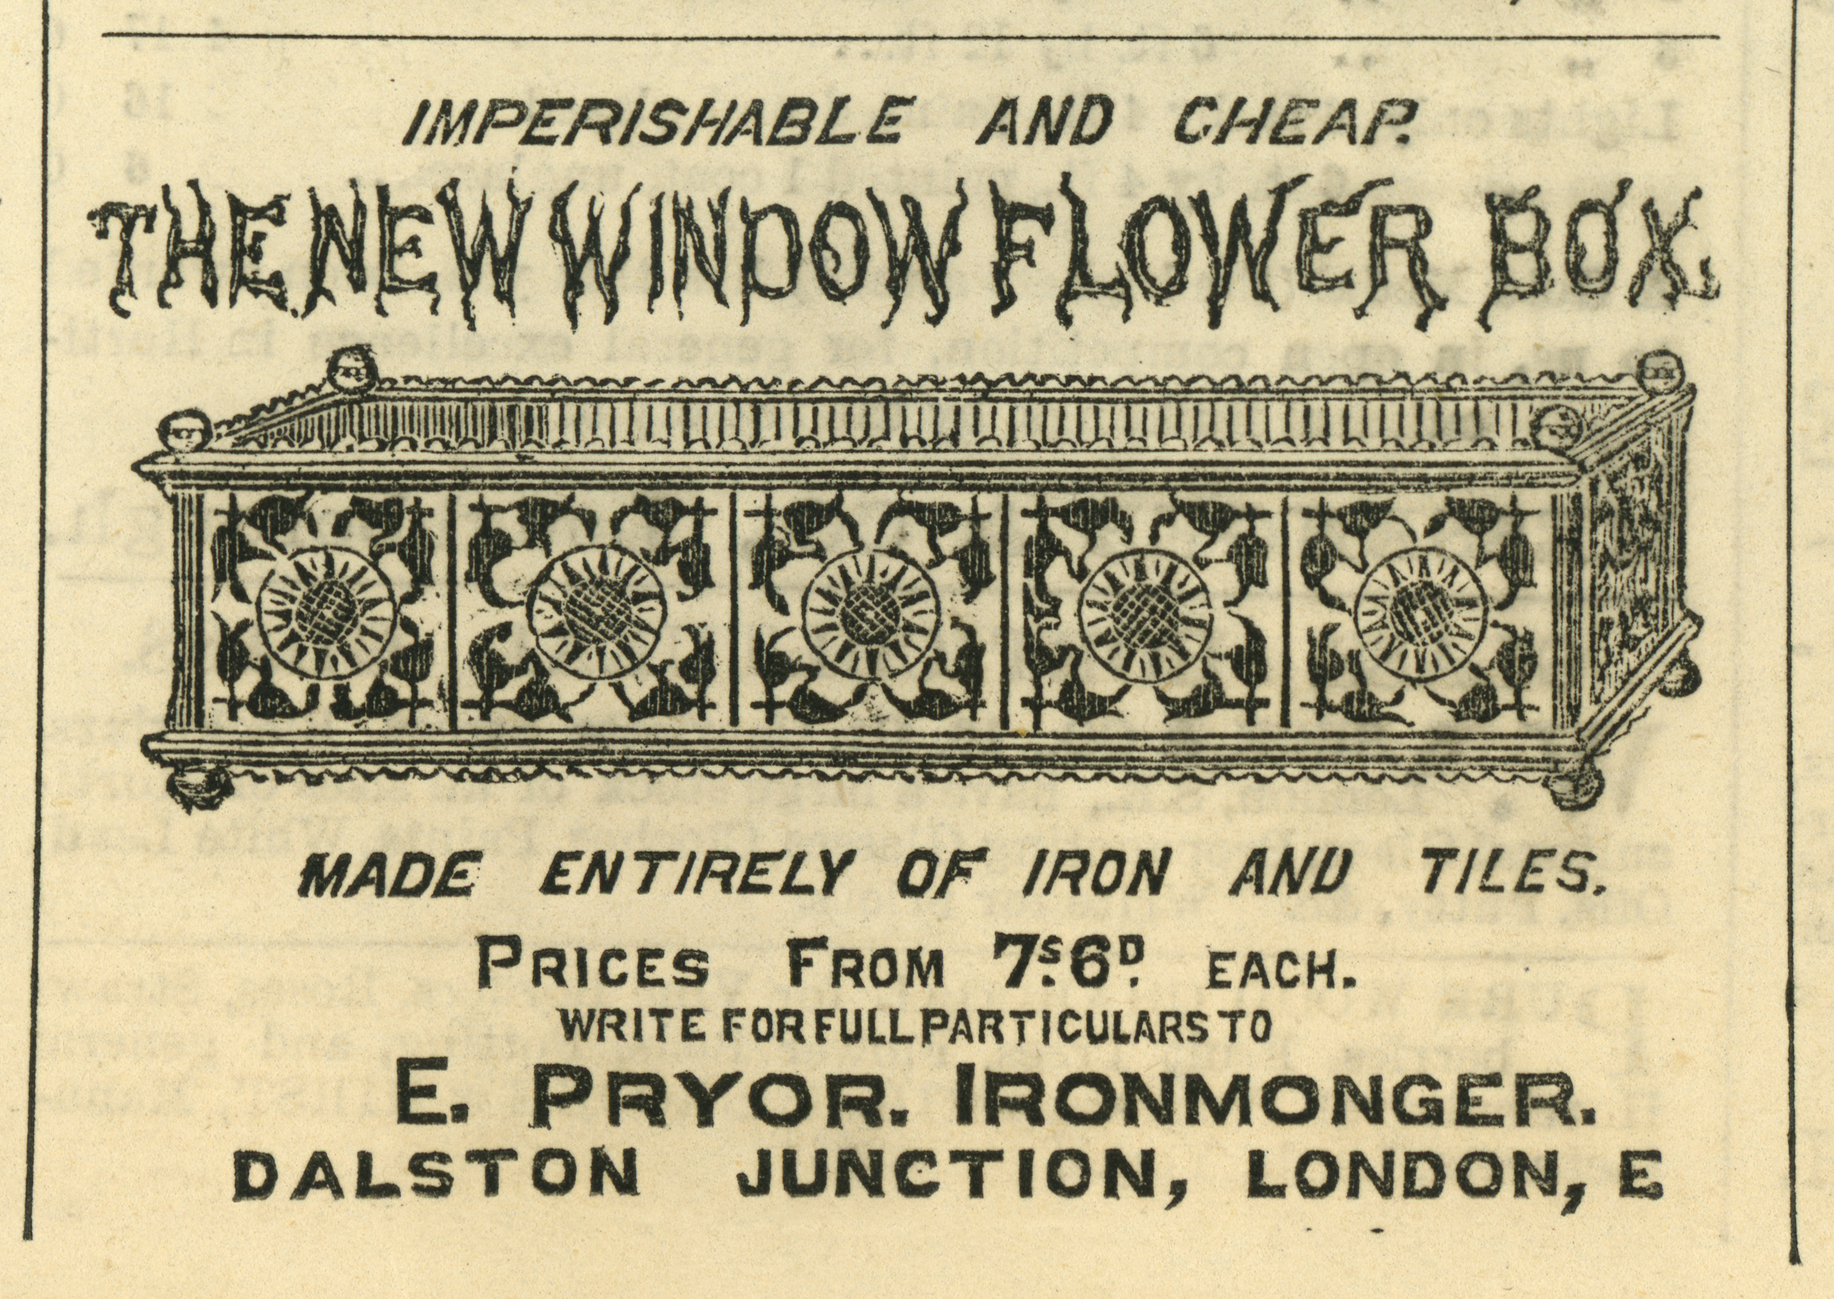 IMPERISHABLE AND CHEAP.
THE NEW WINDOW FLOWER BOX.
MADE ENTIRELY OF IRON AND TILES.
PRICES FROM 7S. 6D. EACH.
WRITE FOR FULL PARTICULARS TO
E. PRYOR. IRONMONGER.
DALSTON JUNCTION, LONDON, E